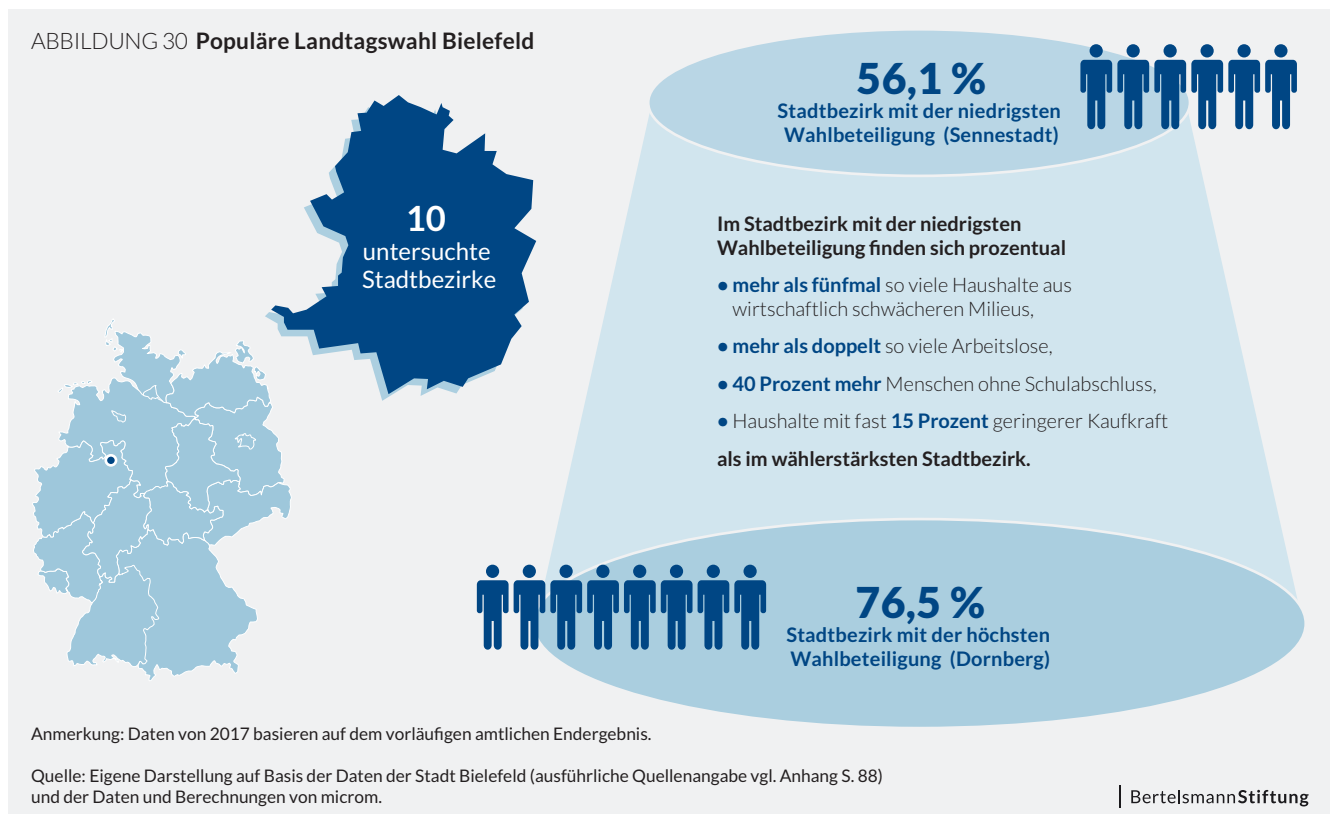 ABBILDUNG 30 Populäre Landtagswahl Bielefeld
10
untersuchte
Stadtbezirke
56,1 %
Stadtbezirk mit der niedrigsten
Wahlbeteiligung (Sennestadt)
Im Stadtbezirk mit der niedrigsten
Wahlbeteiligung finden sich prozentual
• mehr als fünfmal so viele Haushalte aus
wirtschaftlich schwächeren Milieus,
• mehr als doppelt so viele Arbeitslose,
• 40 Prozent mehr Menschen ohne Schulabschluss,
• Haushalte mit fast 15 Prozent geringerer Kaufkraft
als im wählerstärksten Stadtbezirk.
76,5 %
Stadtbezirk mit der höchsten
Wahlbeteiligung (Dornberg)
Anmerkung: Daten von 2017 basieren auf dem vorläufigen amtlichen Endergebnis.
Quelle: Eigene Darstellung auf Basis der Daten der Stadt Bielefeld (ausführliche Quellenangabe vgl. Anhang S. 88)
und der Daten und Berechnungen von microm.
BertelsmannStiftung